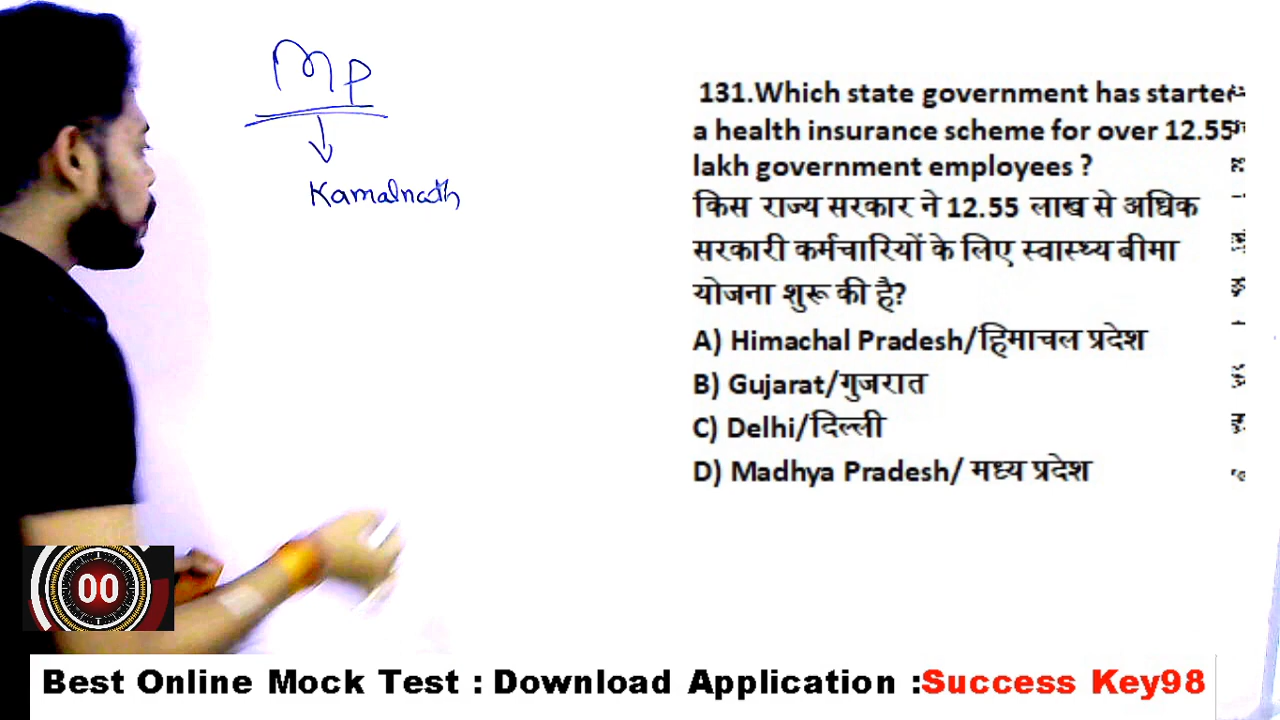 MP
Kamalnath
131.Which state government has starte
a health insurance scheme for over 12.55
lakh government employees ?
किस राज्य सरकार ने 12.55 लाख से अधिक
सरकारी कर्मचारियों के लिए स्वास्थ्य बीमा
योजना शुरू की है?
A) Himachal Pradesh/हिमाचल प्रदेश
B) Gujarat/गुजरात
C) Delhi/दिल्ली
D) Madhya Pradesh/ मध्य प्रदेश
00
Best Online Mock Test : Download Application :Success Key98